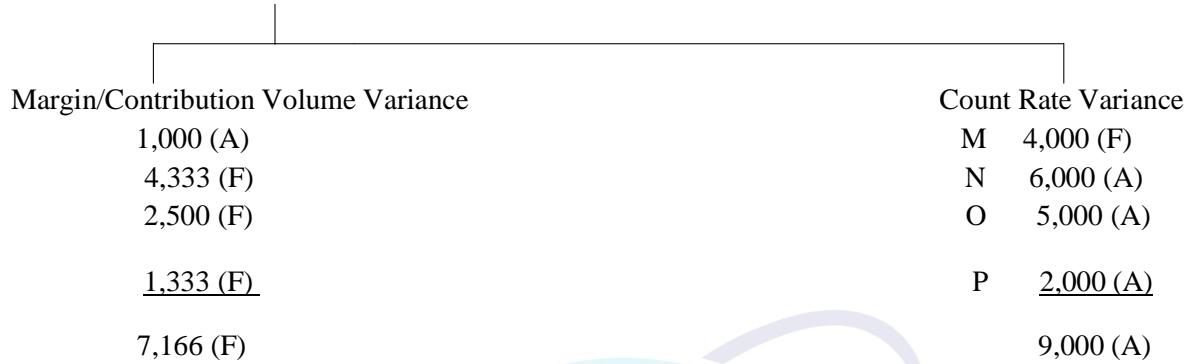 Margin/Contribution Volume Variance Count Rate Variance
1,000 (A) M 4,000 (F)
4,333 (F) N 6,000 (A)
2,500 (F) O 5,000 (A)
1,333 (F) P 2,000 (A)
7,166 (F) 9,000 (A)